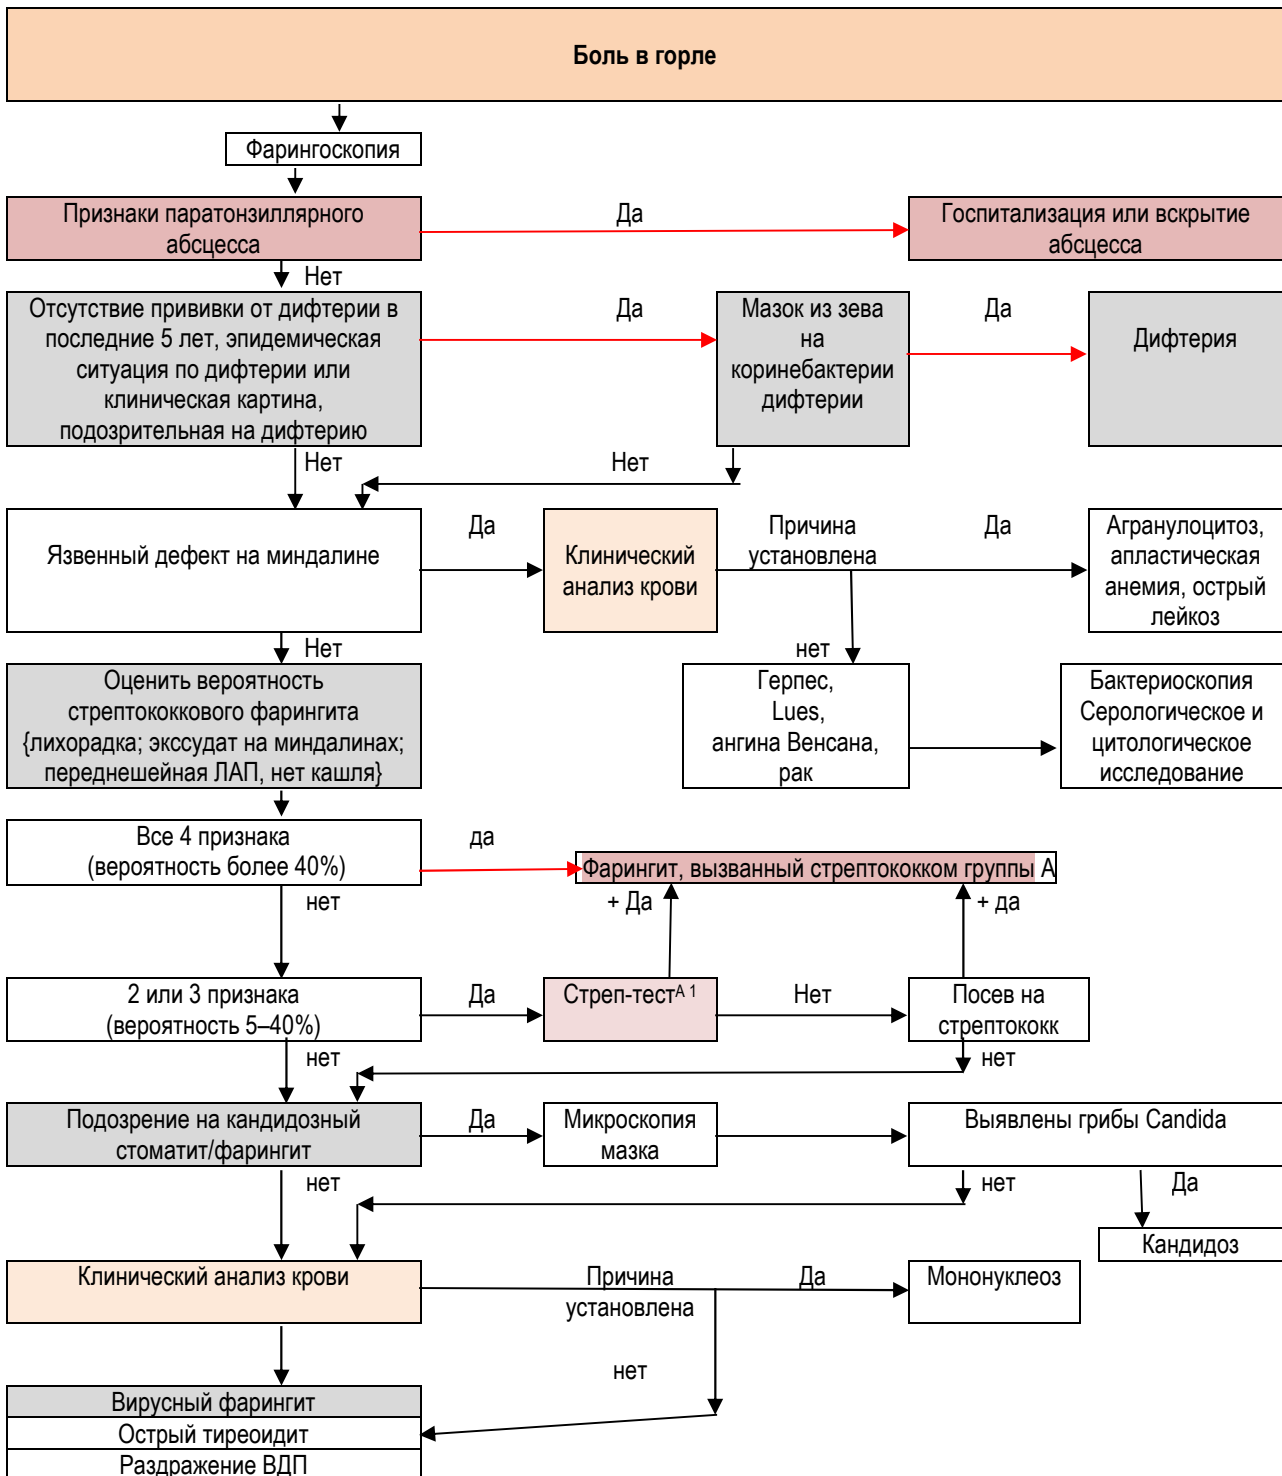 Боль в горле
Фарингоскопия
Признаки паратонзиллярного
абсцесса
Да
Госпитализация или вскрытие
абсцесса
Нет
Отсутствие прививки от дифтерии в
последние 5 лет, эпидемическая
ситуация по дифтерии или
клиническая картина,
подозрительная на дифтерию
Да
Мазок из зева
на
коринебактерии
дифтерии
Да
Дифтерия
Нет
Нет
Язвенный дефект на миндалине
Да
Клинический
анализ крови
Причина
установлена
Да
Агранулоцитоз,
апластическая
анемия, острый
лейкоз
Нет
нет
Оценить вероятность
стрептококкового фарингита
{лихорадка; экссудат на миндалинах;
переднешейная ЛАП, нет кашля}
Герпес,
Lues,
ангина Венсана,
рак
Бактериоскопия
Серологическое и
цитологическое
исследование
Все 4 признака
(вероятность более 40%)
да
Фарингит, вызванный стрептококком группы А
нет
+ Да
+ да
2 или 3 признака
(вероятность 5–40%)
Да
Стреп-тестА 1
Нет
Посев на
стрептококк
нет
нет
Подозрение на кандидозный
стоматит/фарингит
Да
Микроскопия
мазка
Выявлены грибы Candida
нет
нет
Да
Кандидоз
Клинический анализ крови
Причина
установлена
Да
Мононуклеоз
нет
Вирусный фарингит
Острый тиреоидит
Раздражение ВДП